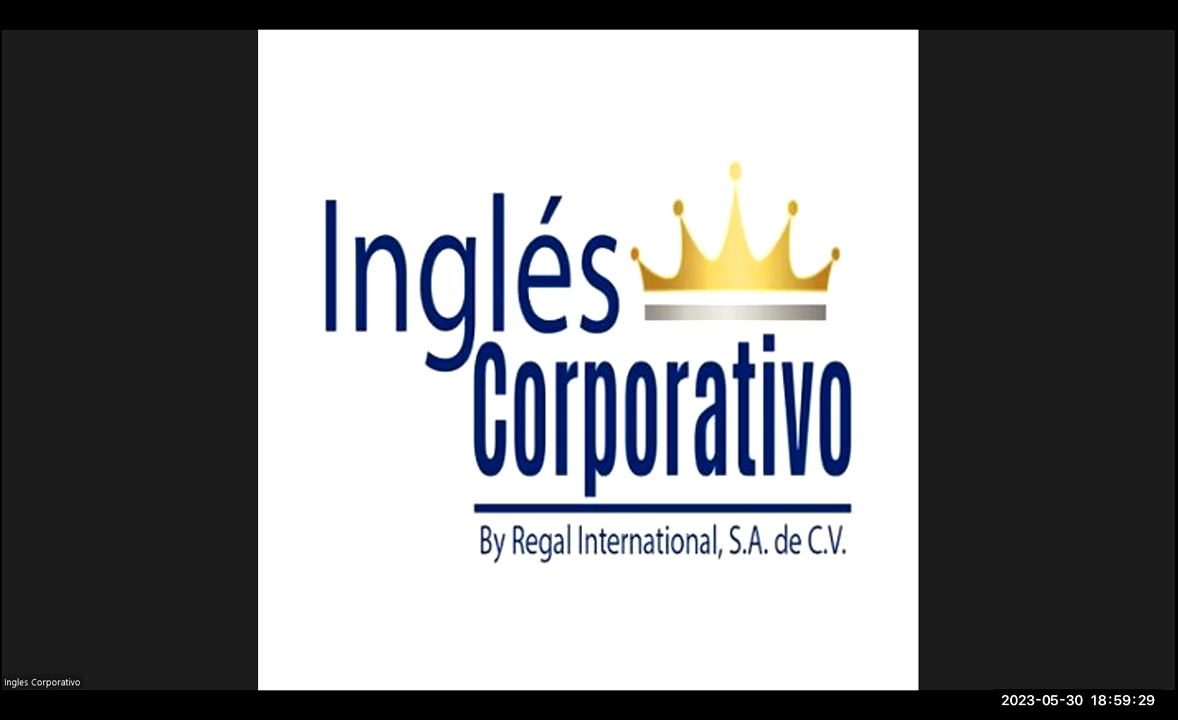 Inglés
Corporativo
By Regal International, S.A. de C.V.
Ingles Corporativo
2023-05-30 18:59:29